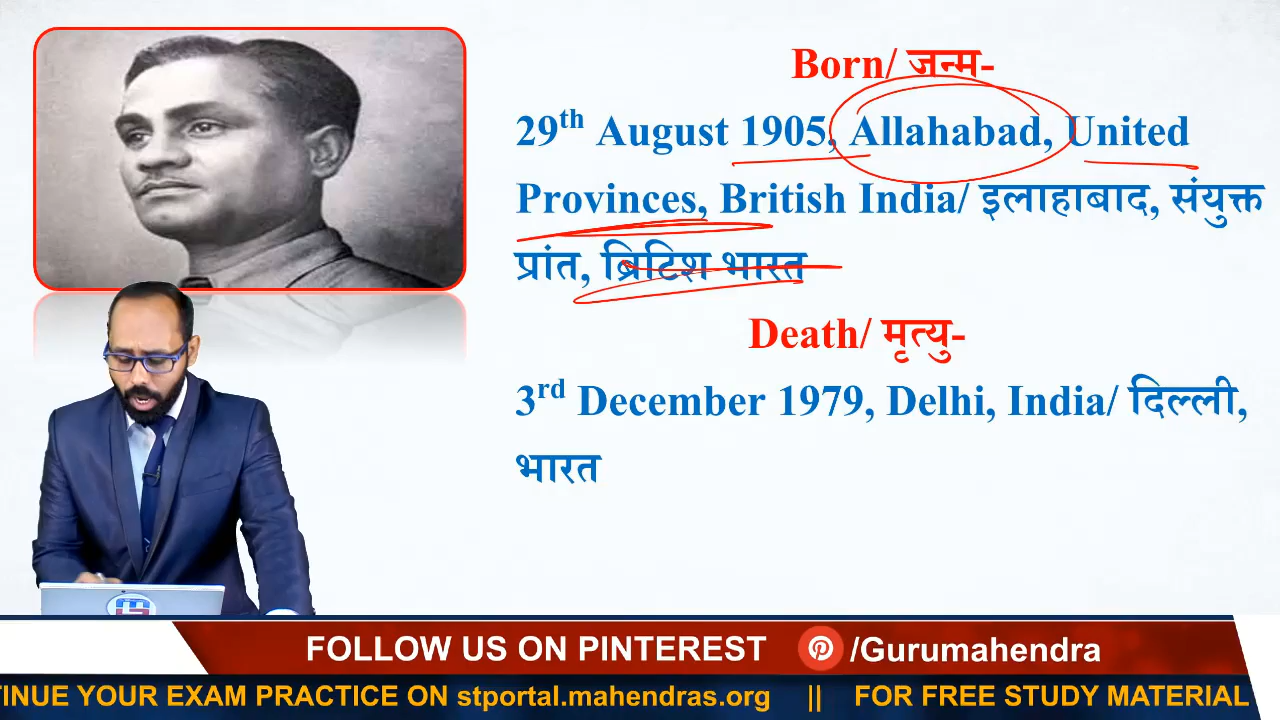 Born/ जन्म-
29th August 1905, Allahabad, United
Provinces, British India/ इलाहाबाद, संयुक्त
प्रांत, ब्रिटिश भारत
Death/ मृत्यु-
3rd December 1979, Delhi, India/ दिल्ली,
भारत
FOLLOW US ON PINTEREST /Gurumahendra
TINUE YOUR EXAM PRACTICE ON stportal.mahendras.org || FOR FREE STUDY MATERIAL